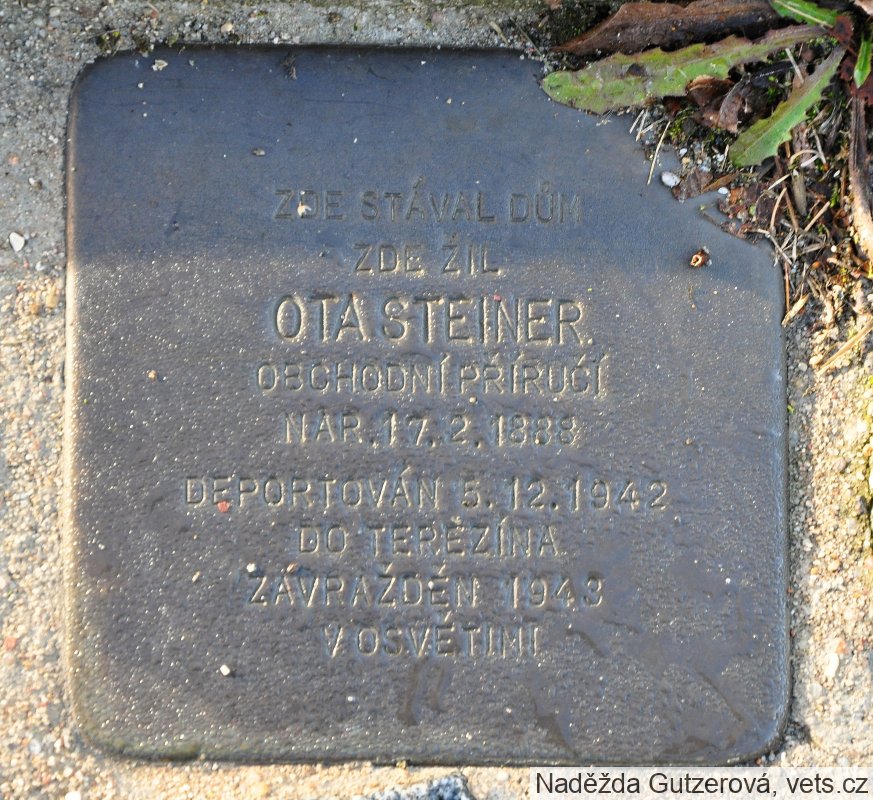 ZDE STÁVAL DŮM
ZDE ŽIL
OTA STEINER
OBCHODNÍ PŘÍRUČÍ
NAR. 17. 2. 1888
DEPORTOVÁN 5. 12. 1942
DO TEREZÍNA
ZAVRAŽDĚN 1943
V OSVĚTIMI
Naděžda Gutzerová, vets.cz